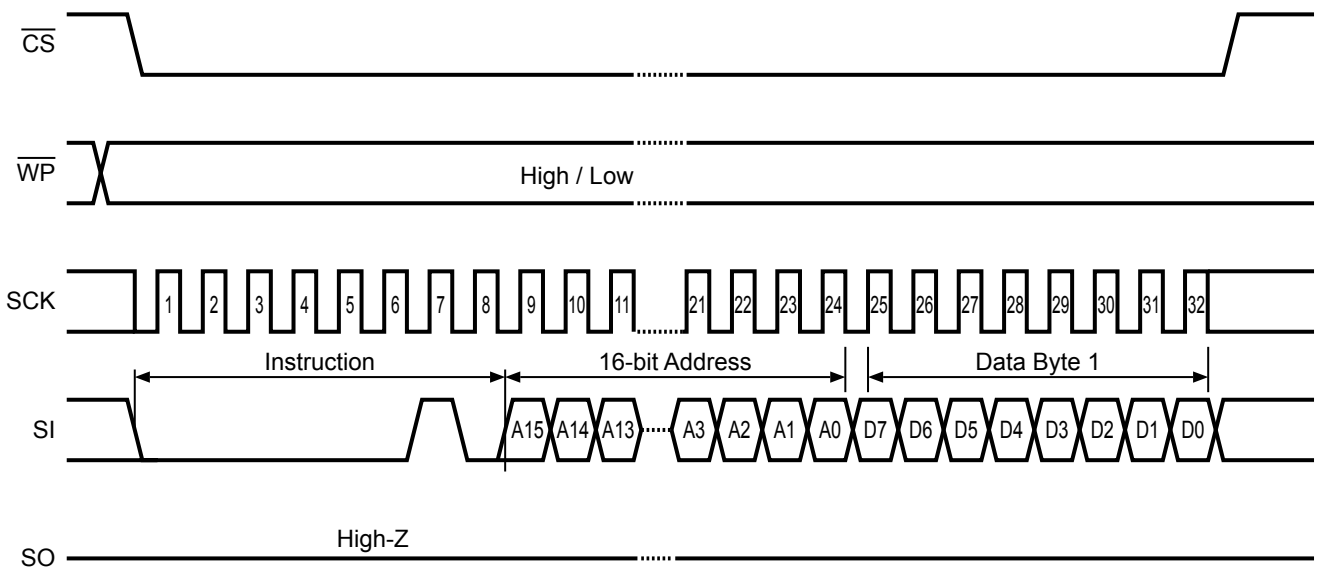 CS
WP
High / Low
SCK
1 2 3 4 5 6 7 8 9 10 11 21 22 23 24 25 26 27 28 29 30 31 32
Instruction 16-bit Address Data Byte 1
SI
A15 A14 A13 A3 A2 A1 A0 D7 D6 D5 D4 D3 D2 D1 D0
High-Z
SO